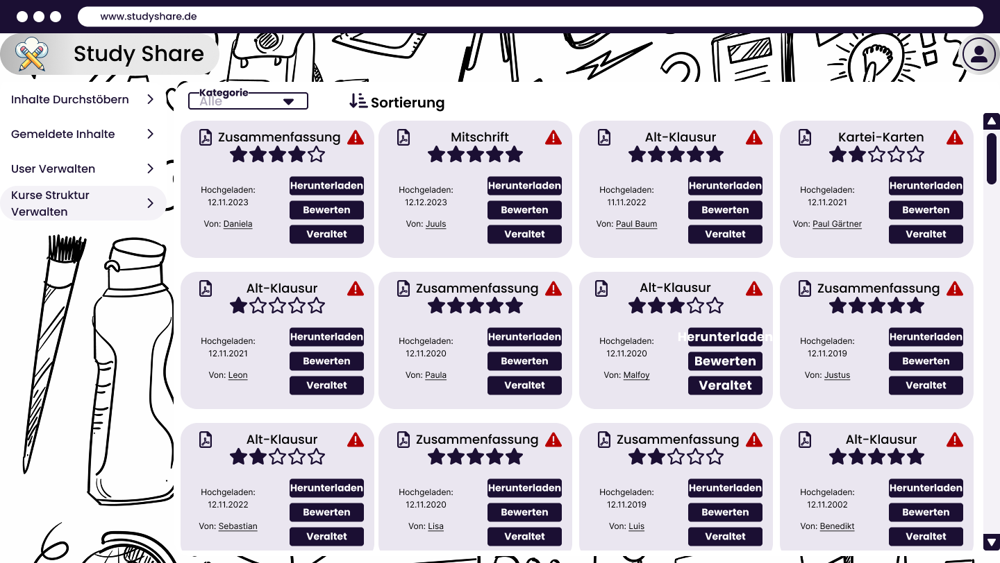 www.studyshare.de
Study Share
Inhalte Durchstöbern
Gemeldete Inhalte
User Verwalten
Kurse Struktur
Verwalten
Kategorie
Alle
Sortierung
Zusammenfassung
Hochgeladen:
12.11.2023
Von: Daniela
Herunterladen
Bewerten
Veraltet
Mitschrift
Hochgeladen:
12.12.2023
Von: Juuls
Herunterladen
Bewerten
Veraltet
Alt-Klausur
Hochgeladen:
11.11.2022
Von: Paul Baum
Herunterladen
Bewerten
Veraltet
Kartei-Karten
Hochgeladen:
12.11.2021
Von: Paul Gärtner
Herunterladen
Bewerten
Veraltet
Alt-Klausur
Hochgeladen:
12.11.2021
Von: Leon
Herunterladen
Bewerten
Veraltet
Zusammenfassung
Hochgeladen:
12.11.2020
Von: Paula
Herunterladen
Bewerten
Veraltet
Alt-Klausur
Hochgeladen:
12.11.2020
Von: Malfoy
Herunterladen
Bewerten
Veraltet
Zusammenfassung
Hochgeladen:
12.11.2019
Von: Justus
Herunterladen
Bewerten
Veraltet
Alt-Klausur
Hochgeladen:
12.11.2022
Von: Sebastian
Herunterladen
Bewerten
Veraltet
Zusammenfassung
Hochgeladen:
12.11.2020
Von: Lisa
Herunterladen
Bewerten
Veraltet
Zusammenfassung
Hochgeladen:
12.11.2019
Von: Luis
Herunterladen
Bewerten
Veraltet
Alt-Klausur
Hochgeladen:
12.11.2002
Von: Benedikt
Herunterladen
Bewerten
Veraltet